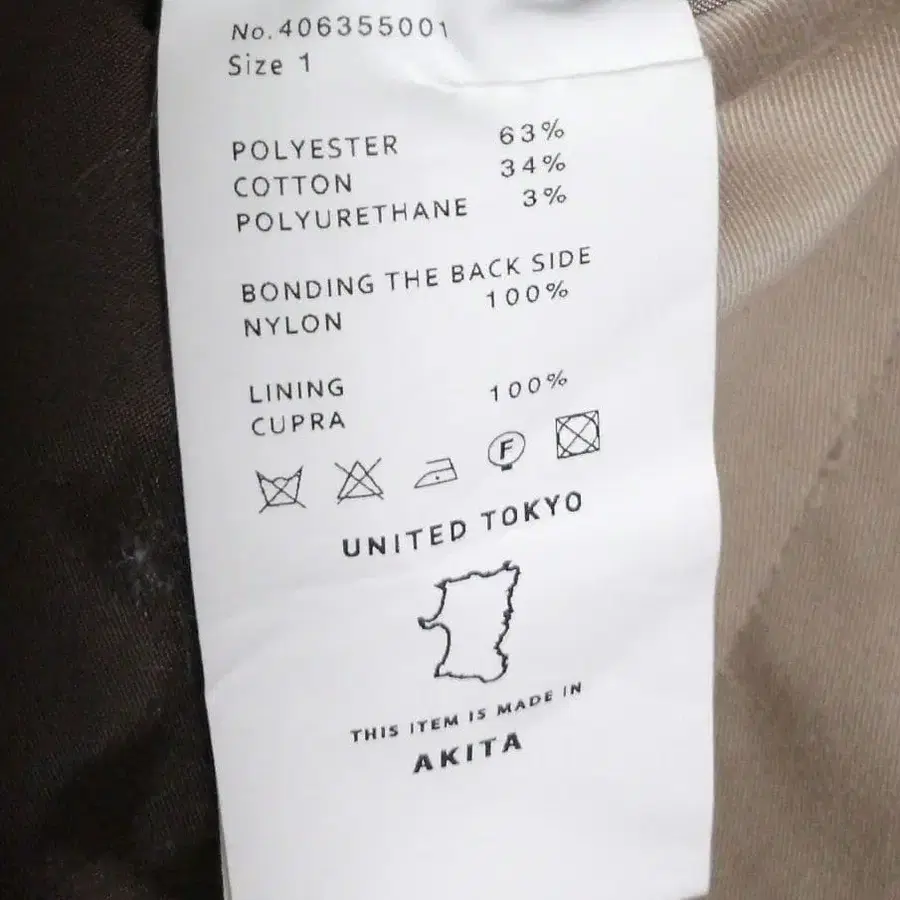 No.406355001
Size 1
POLYESTER 63%
COTTON 34%
POLYURETHANE 3%
BONDING THE BACK SIDE
NYLON 100%
LINING
CUPRA 100%
F
UNITED TOKYO
THIS ITEM IS MADE IN
AKITA